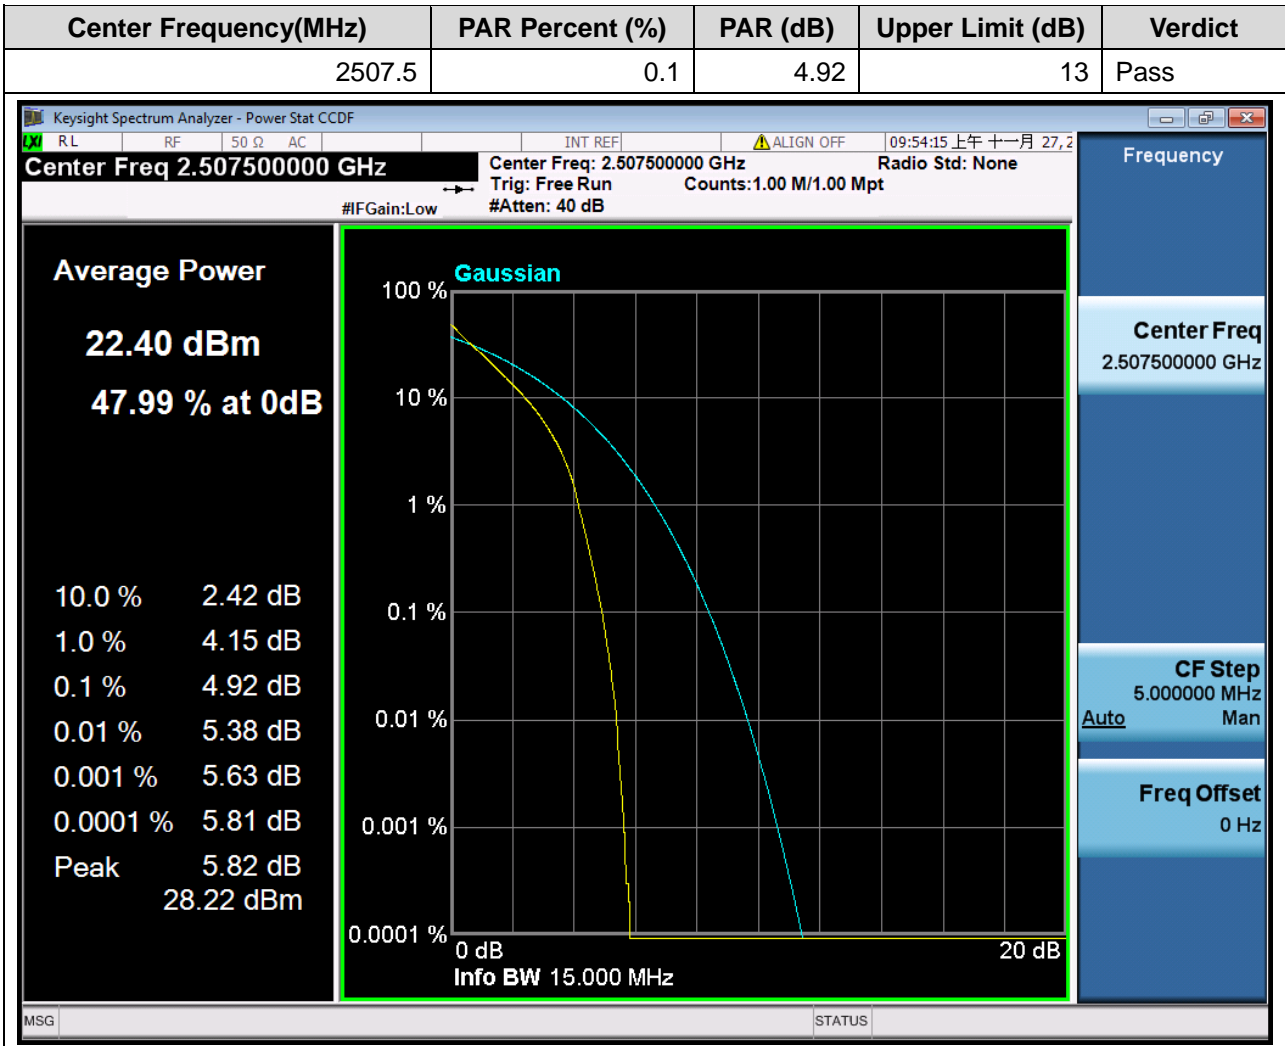 Center Frequency(MHz) PAR Percent (%) PAR (dB) Upper Limit (dB) Verdict
2507.5 0.1 4.92 13 Pass
Keysight Spectrum Analyzer - Power Stat CCDF
LXI RL RF 50 Ω AC INT REF ALIGN OFF 09:54:15 上午 十一月 27, 2
Center Freq 2.507500000 GHz
Center Freq: 2.507500000 GHz Radio Std: None
Trig: Free Run Counts:1.00 M/1.00 Mpt
#IFGain:Low #Atten: 40 dB
Frequency
Average Power
22.40 dBm
47.99 % at 0dB
10.0 % 2.42 dB
1.0 % 4.15 dB
0.1 % 4.92 dB
0.01 % 5.38 dB
0.001 % 5.63 dB
0.0001 % 5.81 dB
Peak 5.82 dB
28.22 dBm
Gaussian
100 %
10 %
1 %
0.1 %
0.01 %
0.001 %
0.0001 %
0 dB 20 dB
Info BW 15.000 MHz
Center Freq
2.507500000 GHz
CF Step
5.000000 MHz
Auto Man
Freq Offset
0 Hz
MSG STATUS